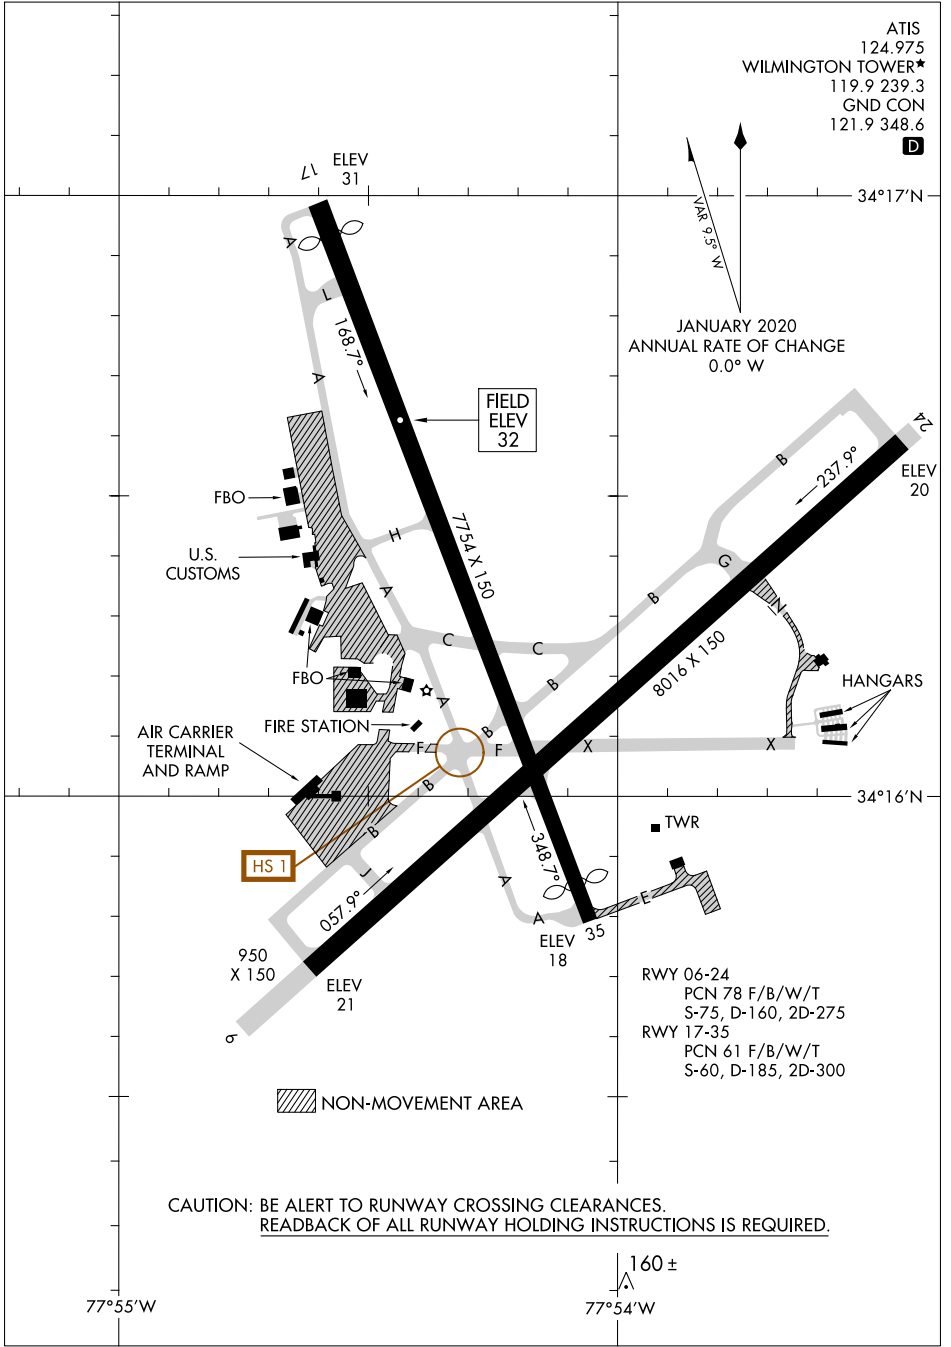 ATIS
124.975
WILMINGTON TOWER★
119.9 239.3
GND CON
121.9 348.6
D
17
ELEV
31
34°17'N
VAR 9.5° W
JANUARY 2020
ANNUAL RATE OF CHANGE
0.0° W
A
L
168.7°
A
FIELD
ELEV
32
24
ELEV
20
B
237.9°
FBO
7754 X 150
H
U.S.
CUSTOMS
A
G
B
N
C
C
8016 X 150
FBO
A
B
HANGARS
FIRE STATION
B
AIR CARRIER
TERMINAL
AND RAMP
F
F
X
X
B
34°16'N
TWR
B
HS 1
J
348.7°
A
057.9°
A
E
35
ELEV
18
950
X 150
ELEV
21
6
RWY 06-24
PCN 78 F/B/W/T
S-75, D-160, 2D-275
RWY 17-35
PCN 61 F/B/W/T
S-60, D-185, 2D-300
NON-MOVEMENT AREA
CAUTION: BE ALERT TO RUNWAY CROSSING CLEARANCES.
READBACK OF ALL RUNWAY HOLDING INSTRUCTIONS IS REQUIRED.
160 ±
77°55'W
77°54'W